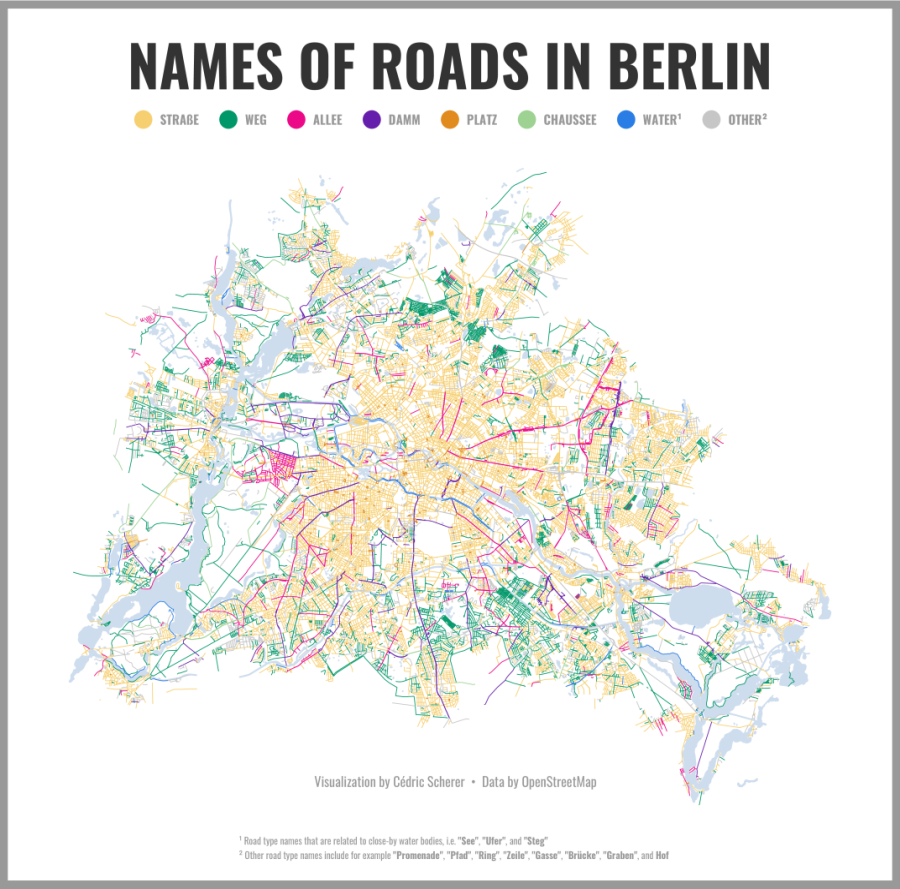 NAMES OF ROADS IN BERLIN
STRAßE WEG ALLEE DAMM PLATZ CHAUSSEE WATER¹ OTHER²
Visualization by Cédric Scherer • Data by OpenStreetMap
¹ Road type names that are related to close-by water bodies, i.e. "See", "Ufer", and "Steg"
² Other road type names include for example "Promenade", "Pfad", "Ring", "Zeile", "Gasse", "Brücke", "Graben", and Hof